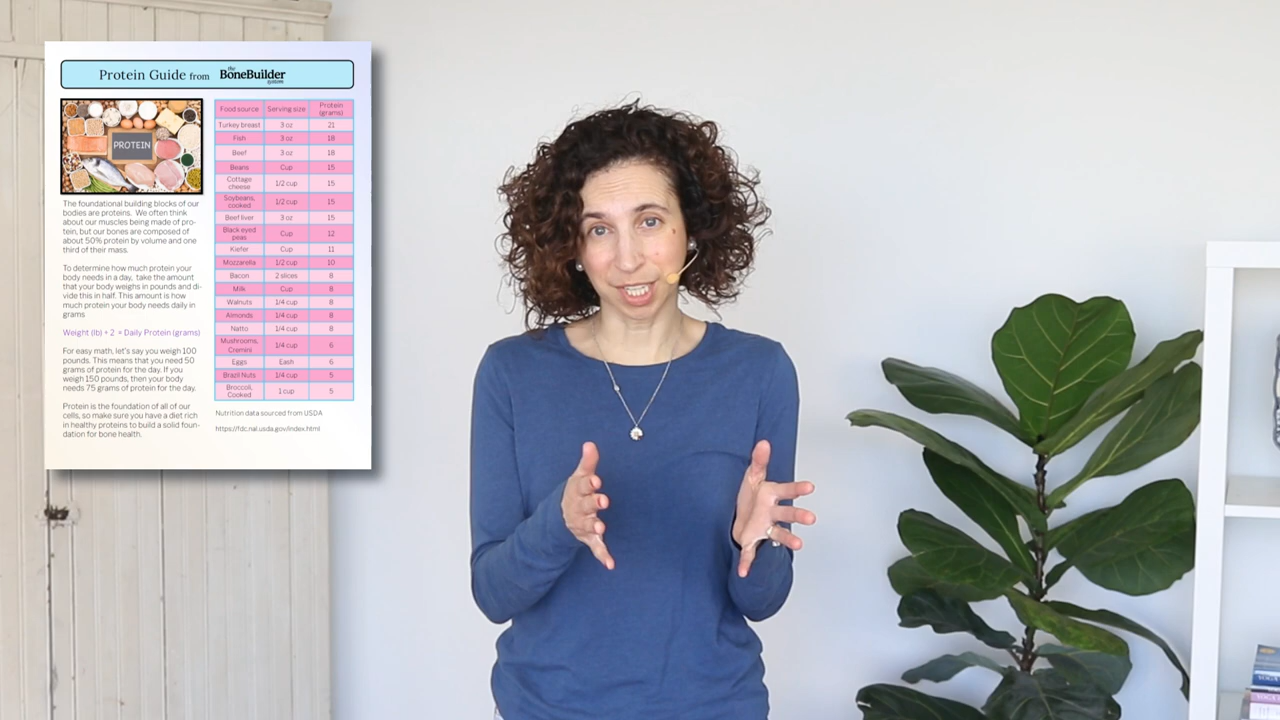 Protein Guide from the BoneBuilder system
PROTEIN
The foundational building blocks of our
bodies are proteins. We often think
about our muscles being made of pro-
tein, but our bones are composed of
about 50% protein by volume and one
third of their mass.
To determine how much protein your
body needs in a day, take the amount
that your body weighs in pounds and di-
vide this in half. This amount is how
much protein your body needs daily in
grams
Weight (lb) ÷ 2 = Daily Protein (grams)
For easy math, let's say you weigh 100
pounds. This means that you need 50
grams of protein for the day. If you
weigh 150 pounds, then your body
needs 75 grams of protein for the day.
Protein is the foundation of all of our
cells, so make sure you have a diet rich
in healthy proteins to build a solid foun-
dation for bone health.
Food source Serving size Protein (grams)
Turkey breast 3 oz 21
Fish 3 oz 18
Beef 3 oz 18
Beans Cup 15
Cottage cheese 1/2 cup 15
Soybeans, cooked 1/2 cup 15
Beef liver 3 oz 15
Black eyed peas Cup 12
Kiefer Cup 11
Mozzarella 1/2 cup 10
Bacon 2 slices 8
Milk Cup 8
Walnuts 1/4 cup 8
Almonds 1/4 cup 8
Natto 1/4 cup 8
Mushrooms, Cremini 1/4 cup 6
Eggs Eash 6
Brazil Nuts 1/4 cup 5
Broccoli, Cooked 1 cup 5
Nutrition data sourced from USDA
https://fdc.nal.usda.gov/index.html
YOGA